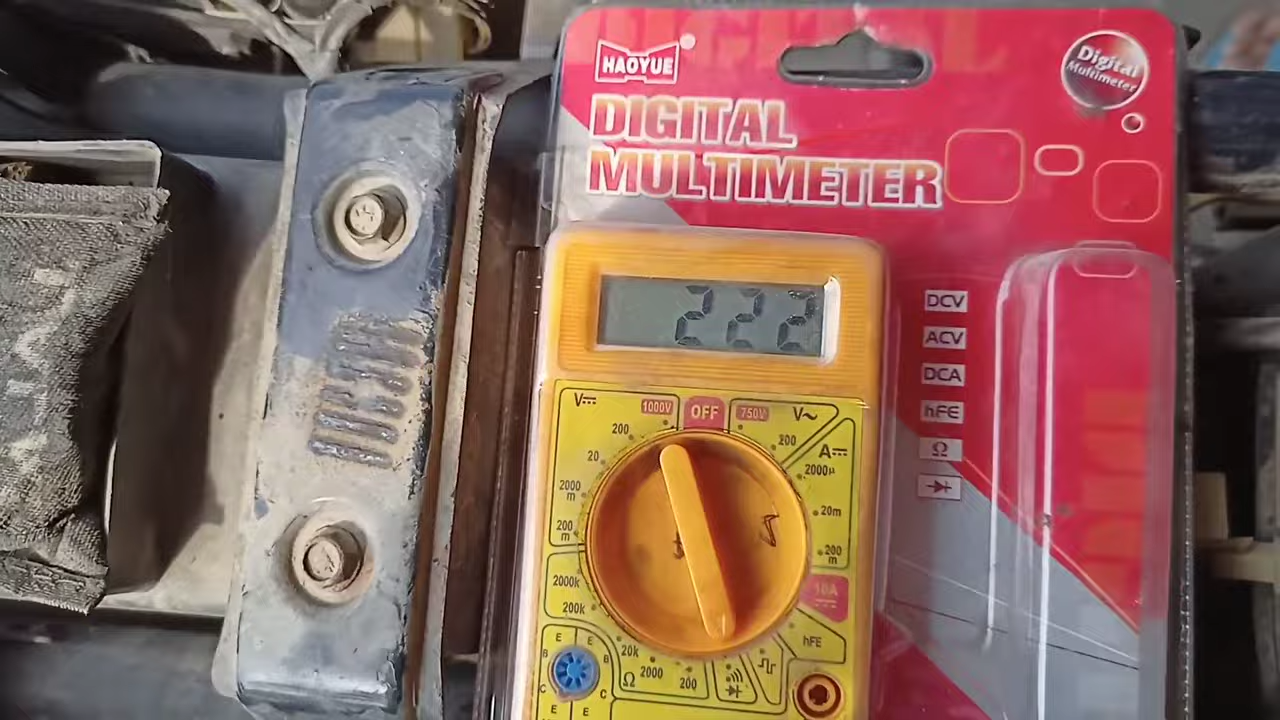 HAOYUE
Digital
Multimeter
DIGITAL
MULTIMETER
222
DCV
ACV
DCA
hFE
Ω
V⎓
1000V
OFF
750V
V~
200
200
A⎓
20
2000µ
2000
m
20m
200
m
200
m
2000k
10A
200k
hFE
20k
Ω
2000
200
E
E
B
B
C
C
E
E